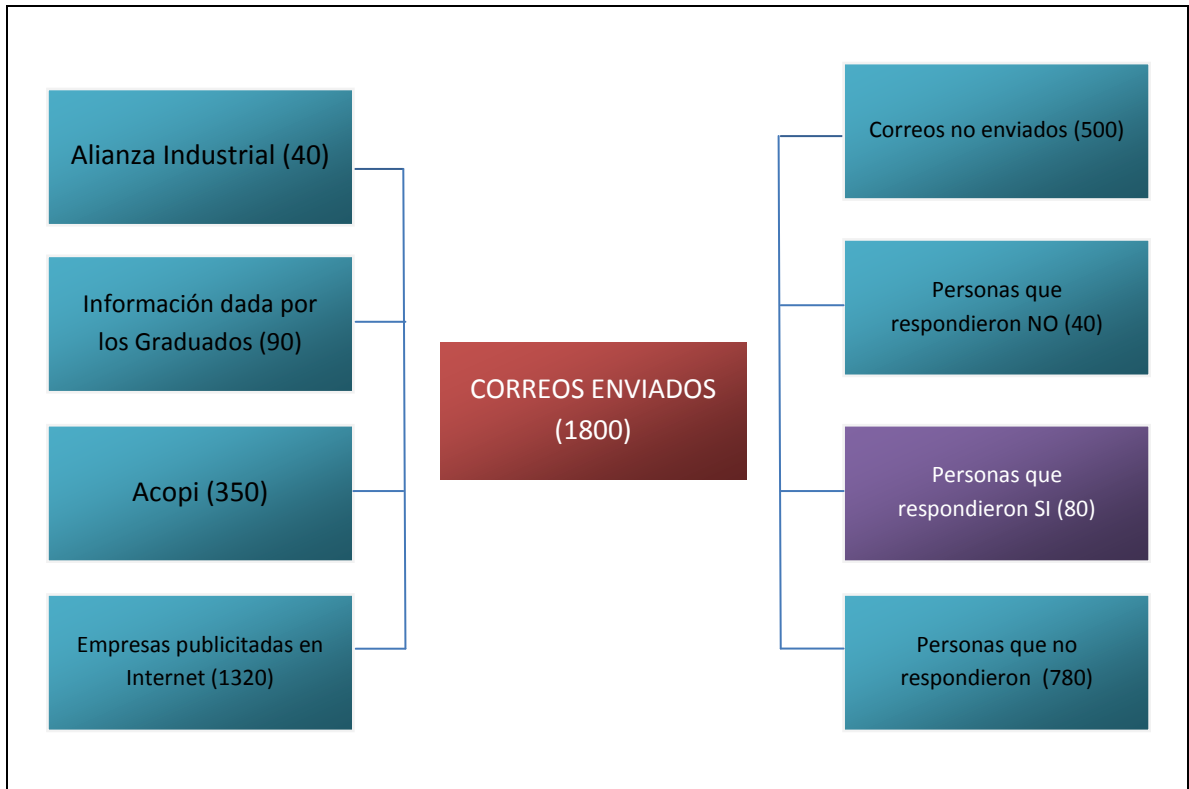 Alianza Industrial (40)
Información dada por
los Graduados (90)
Acopi (350)
Empresas publicitadas en
Internet (1320)
CORREOS ENVIADOS
(1800)
Correos no enviados (500)
Personas que
respondieron NO (40)
Personas que
respondieron SI (80)
Personas que no
respondieron (780)